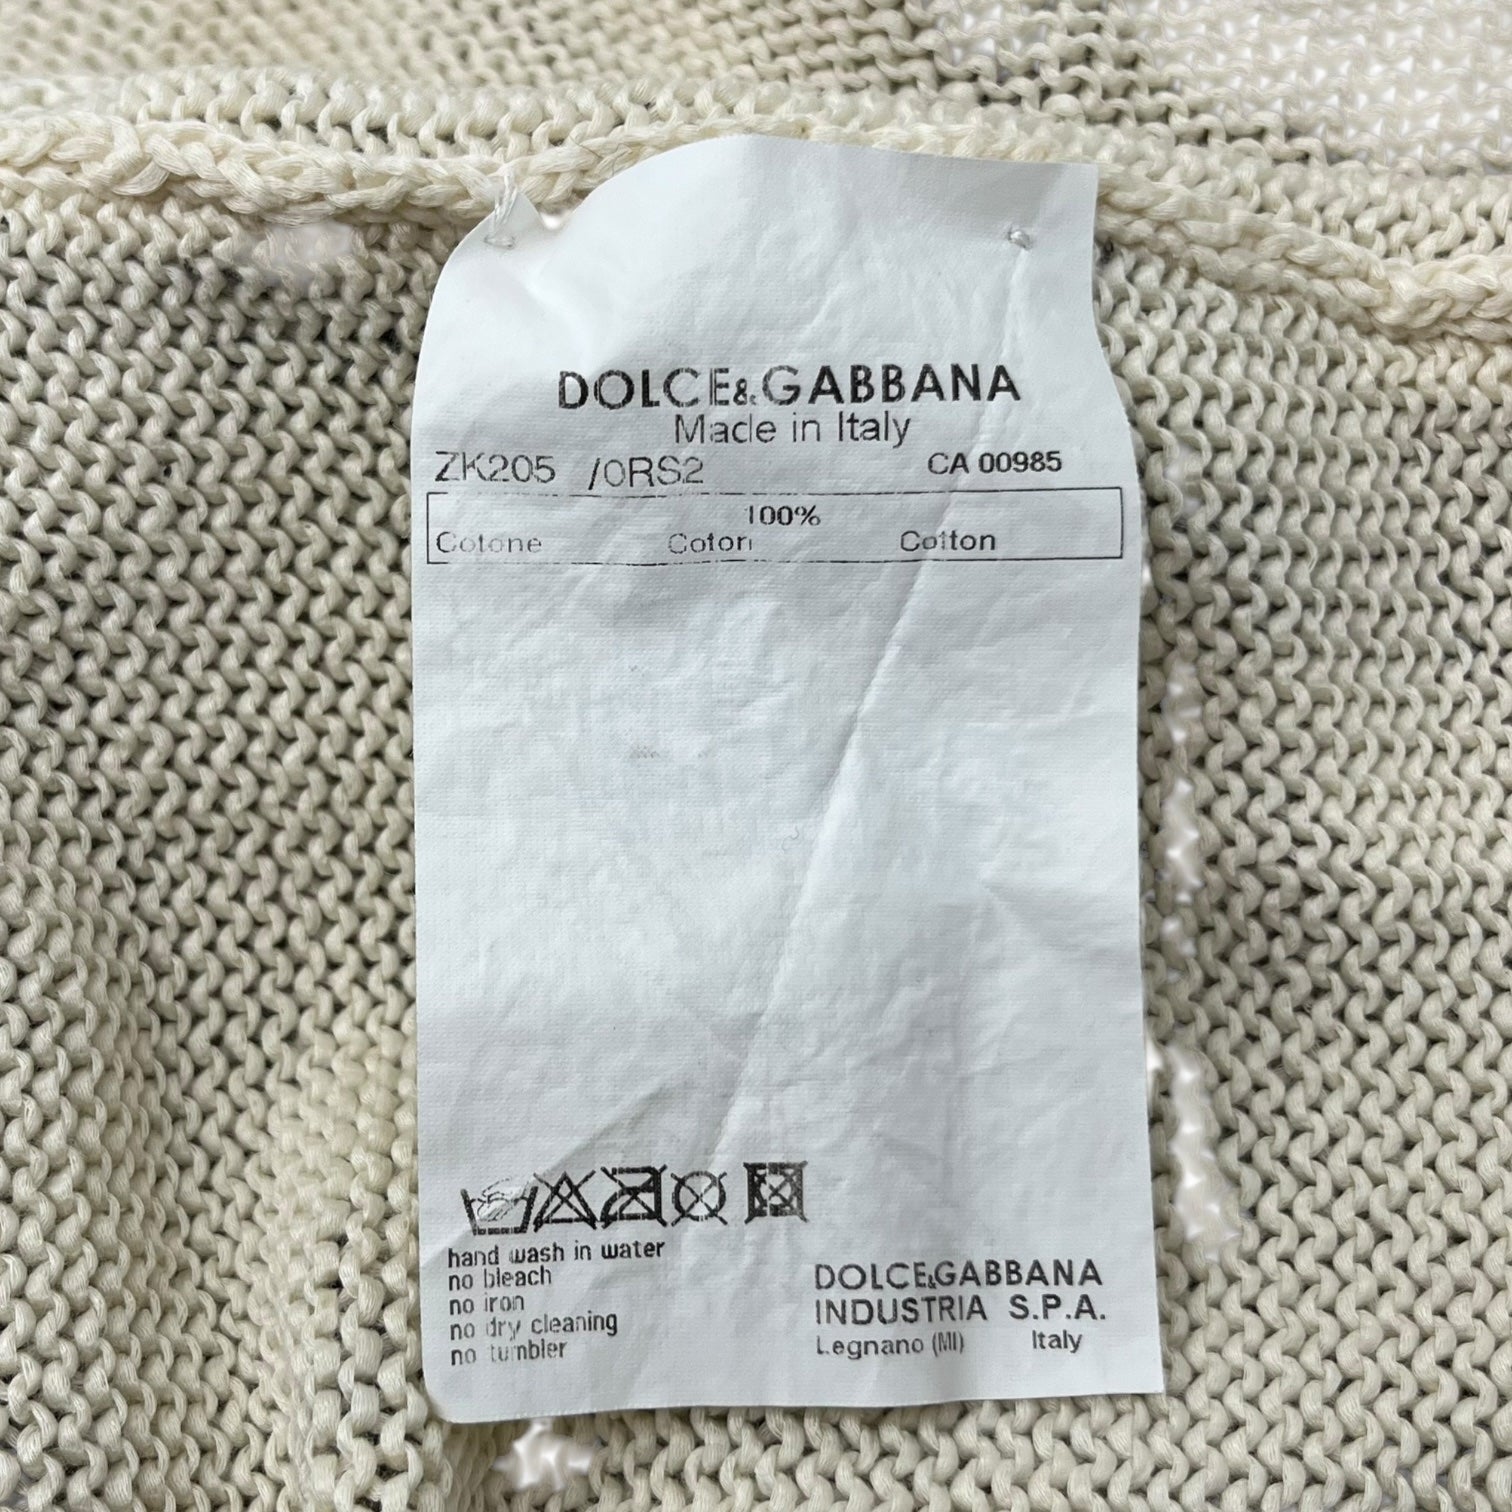 DOLCE&GABBANA
Made in Italy
ZK205 /0RS2 CA 00985
100%
Cotone Coton Cotton
hand wash in water
no bleach
no iron
no dry cleaning
no tumbler
DOLCE&GABBANA
INDUSTRIA S.P.A.
Legnano (MI) Italy